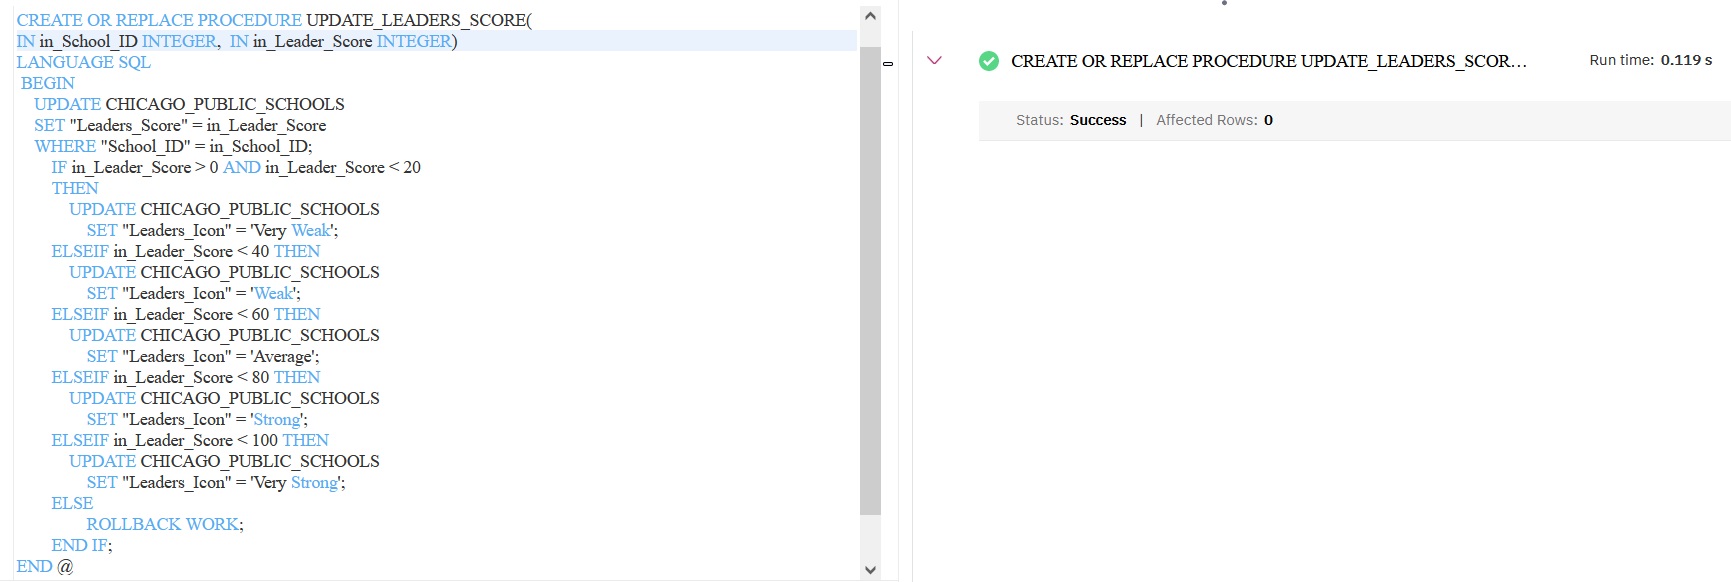 CREATE OR REPLACE PROCEDURE UPDATE_LEADERS_SCORE(
IN in_School_ID INTEGER, IN in_Leader_Score INTEGER)
LANGUAGE SQL
BEGIN
UPDATE CHICAGO_PUBLIC_SCHOOLS
SET "Leaders_Score" = in_Leader_Score
WHERE "School_ID" = in_School_ID;
IF in_Leader_Score > 0 AND in_Leader_Score < 20
THEN
UPDATE CHICAGO_PUBLIC_SCHOOLS
SET "Leaders_Icon" = 'Very Weak';
ELSEIF in_Leader_Score < 40 THEN
UPDATE CHICAGO_PUBLIC_SCHOOLS
SET "Leaders_Icon" = 'Weak';
ELSEIF in_Leader_Score < 60 THEN
UPDATE CHICAGO_PUBLIC_SCHOOLS
SET "Leaders_Icon" = 'Average';
ELSEIF in_Leader_Score < 80 THEN
UPDATE CHICAGO_PUBLIC_SCHOOLS
SET "Leaders_Icon" = 'Strong';
ELSEIF in_Leader_Score < 100 THEN
UPDATE CHICAGO_PUBLIC_SCHOOLS
SET "Leaders_Icon" = 'Very Strong';
ELSE
ROLLBACK WORK;
END IF;
END @
CREATE OR REPLACE PROCEDURE UPDATE_LEADERS_SCOR... Run time: 0.119 s
Status: Success | Affected Rows: 0